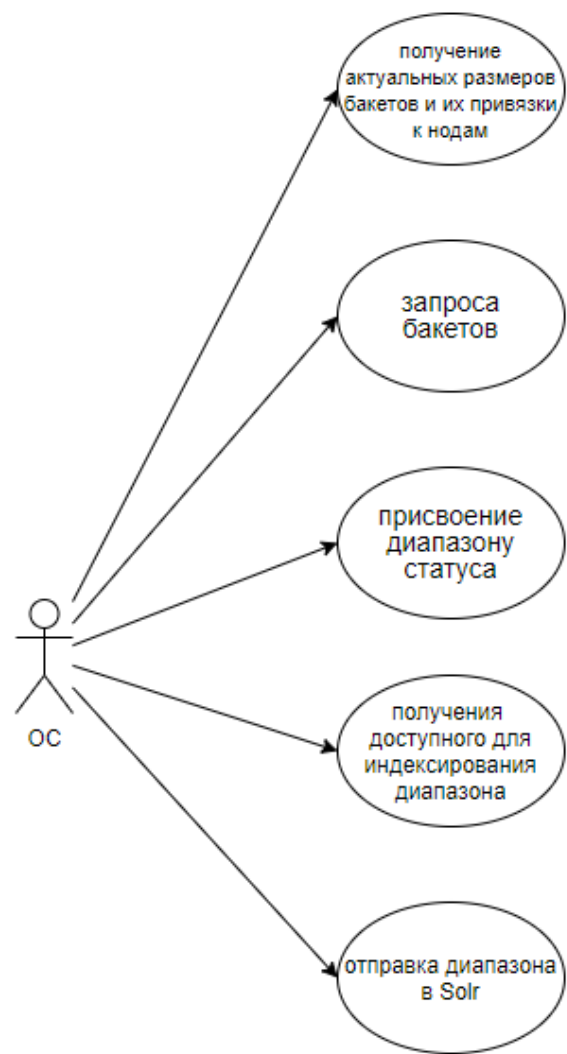 получение
актуальных размеров
бакетов и их привязки
к нодам
запроса
бакетов
присвоение
диапазону
статуса
ОС
получения
доступного для
индексирования
диапазона
отправка диапазона
в Solr